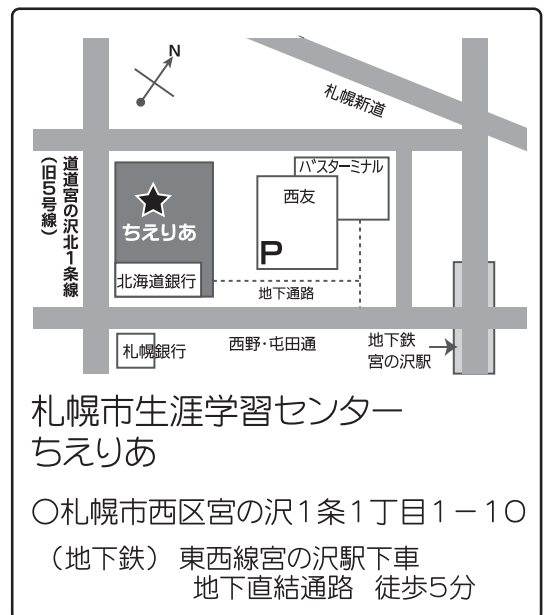 N
札幌新道
道道宮の沢北1条線
（旧5号線）
バスターミナル
西友
P
ちえりあ
北海道銀行
地下通路
札幌銀行
西野・屯田通
地下鉄
宮の沢駅
札幌市生涯学習センター
ちえりあ
○札幌市西区宮の沢1条1丁目1－10
（地下鉄） 東西線宮の沢駅下車
地下直結通路 徒歩5分